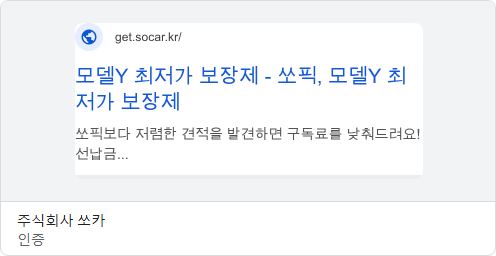 get.socar.kr/
모델Y 최저가 보장제 - 쏘픽, 모델Y 최
저가 보장제
쏘픽보다 저렴한 견적을 발견하면 구독료를 낮춰드려요!
선납금...
주식회사 쏘카
인증